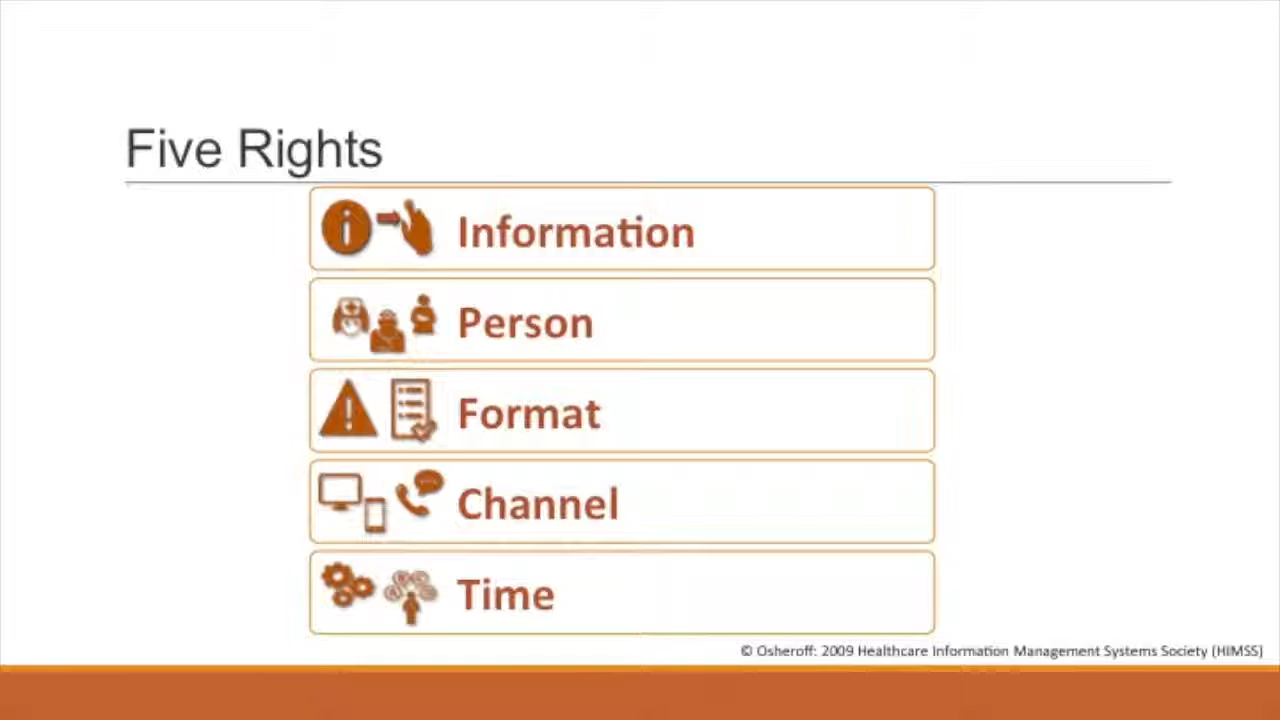 Five Rights
Information
Person
Format
Channel
Time
© Osheroff: 2009 Healthcare Information Management Systems Society (HIMSS)